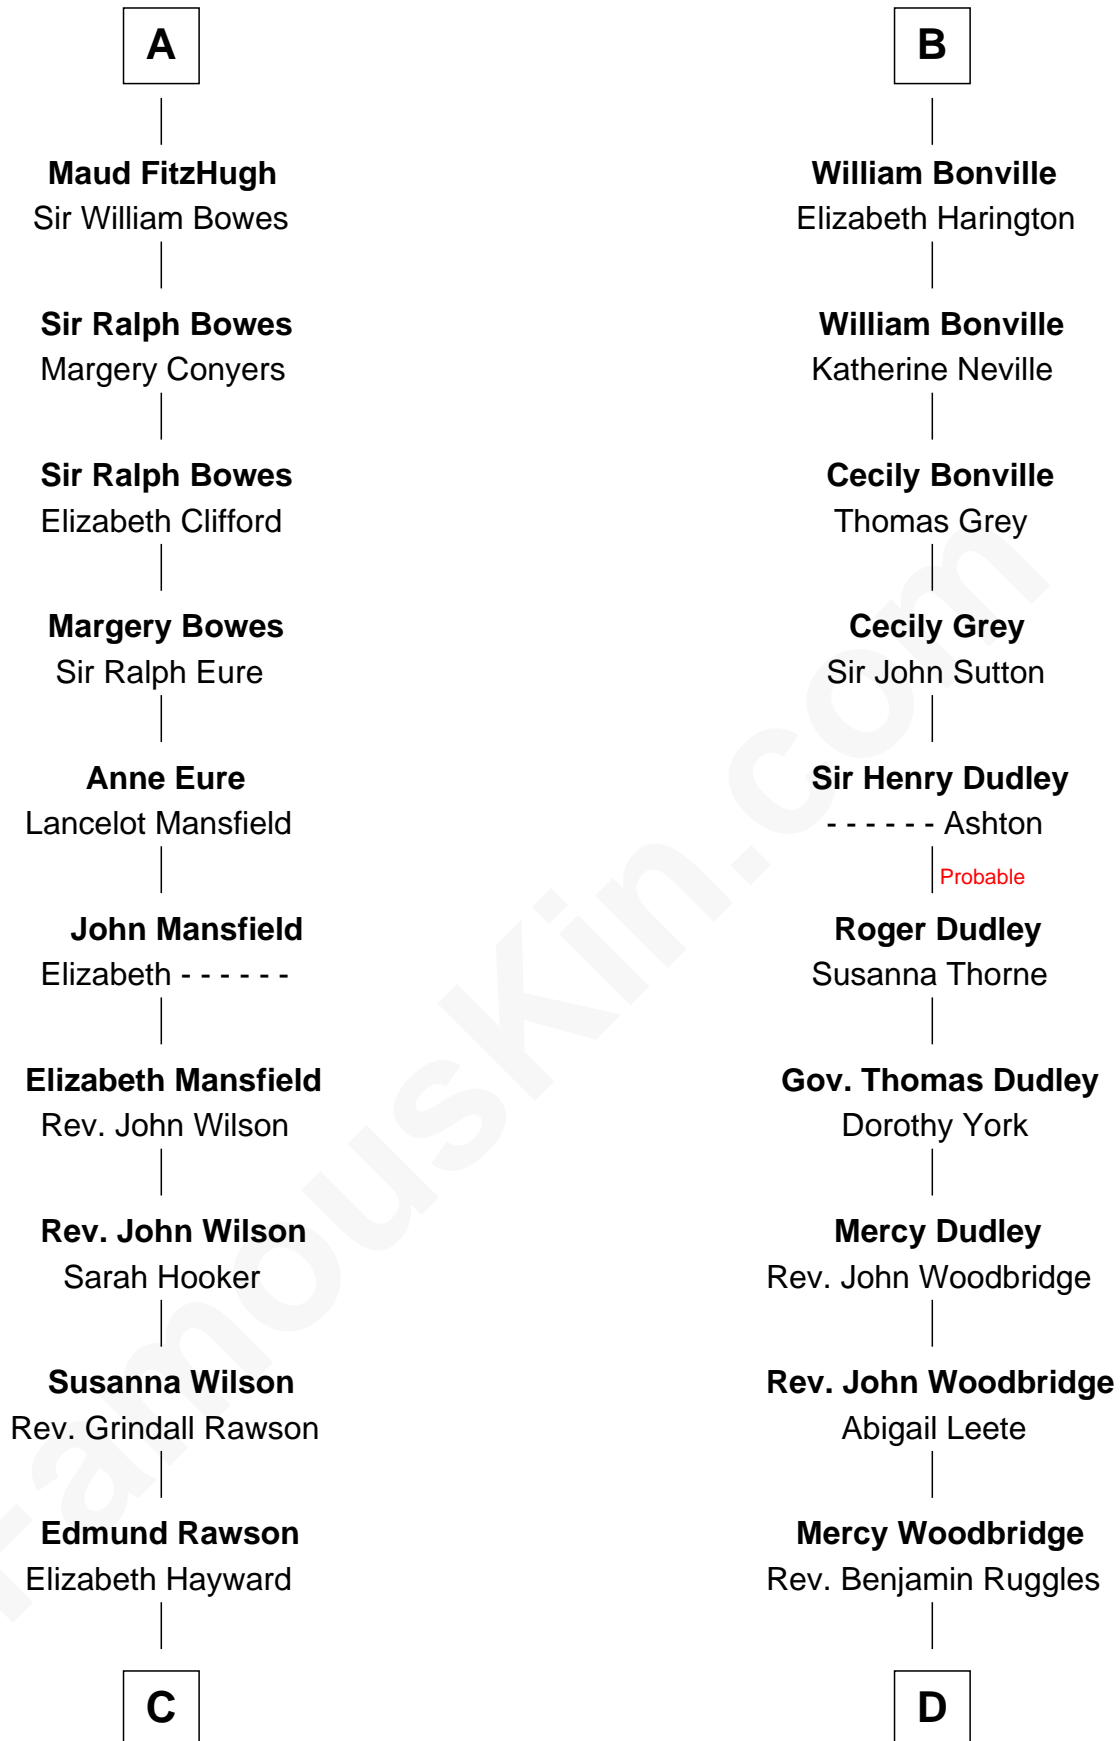 A
Maud FitzHugh
Sir William Bowes
Sir Ralph Bowes
Margery Conyers
Sir Ralph Bowes
Elizabeth Clifford
Margery Bowes
Sir Ralph Eure
Anne Eure
Lancelot Mansfield
John Mansfield
Elizabeth - - - - - -
Elizabeth Mansfield
Rev. John Wilson
Rev. John Wilson
Sarah Hooker
Susanna Wilson
Rev. Grindall Rawson
Edmund Rawson
Elizabeth Hayward
C
B
William Bonville
Elizabeth Harington
William Bonville
Katherine Neville
Cecily Bonville
Thomas Grey
Cecily Grey
Sir John Sutton
Sir Henry Dudley
- - - - - - Ashton
Probable
Roger Dudley
Susanna Thorne
Gov. Thomas Dudley
Dorothy York
Mercy Dudley
Rev. John Woodbridge
Rev. John Woodbridge
Abigail Leete
Mercy Woodbridge
Rev. Benjamin Ruggles
D
FamousKin.com